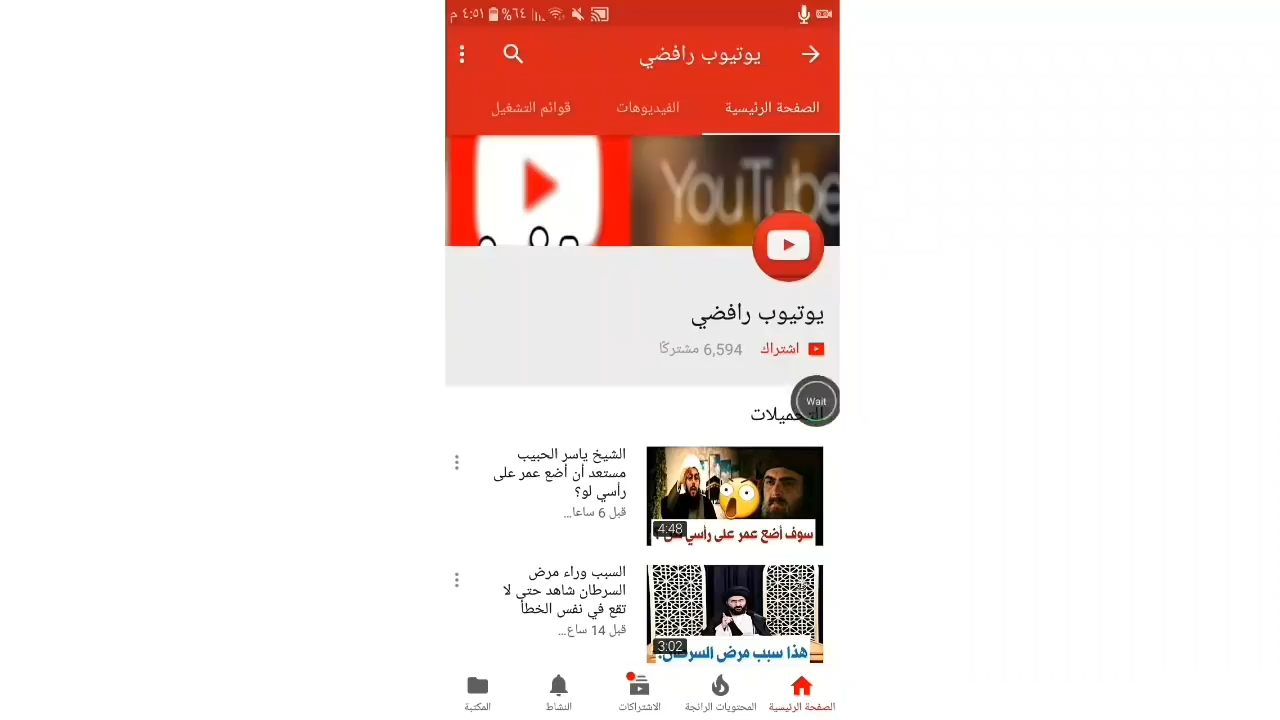 ٤:٥١ م
%٦٤
يوتيوب رافضي
الصفحة الرئيسية
الفيديوهات
قوائم التشغيل
YouTube
يوتيوب رافضي
اشتراك
6,594 مشتركًا
Wait
التحميلات
الشيخ ياسر الحبيب
مستعد أن أضع عمر على
رأسي لو؟
قبل 6 ساعا...
سوف أضع عمر على رأسي
4:48
السبب وراء مرض
السرطان شاهد حتى لا
تقع في نفس الخطأ
قبل 14 ساع...
3:02
هذا سبب مرض السرطان
الصفحة الرئيسية
المحتويات الرائجة
الاشتراكات
النشاط
المكتبة